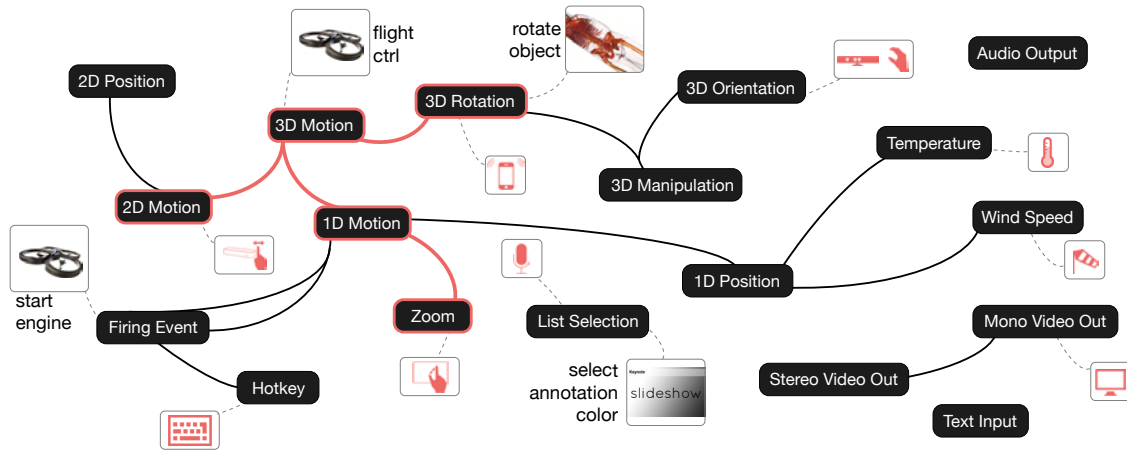 flight
ctrl
rotate
object
Audio Output
2D Position
3D Orientation
3D Rotation
3D Motion
Temperature
3D Manipulation
2D Motion
1D Motion
Wind Speed
1D Position
start
engine
Firing Event
Zoom
List Selection
Mono Video Out
select
annotation
color
Keynote
slideshow
Stereo Video Out
Hotkey
Text Input